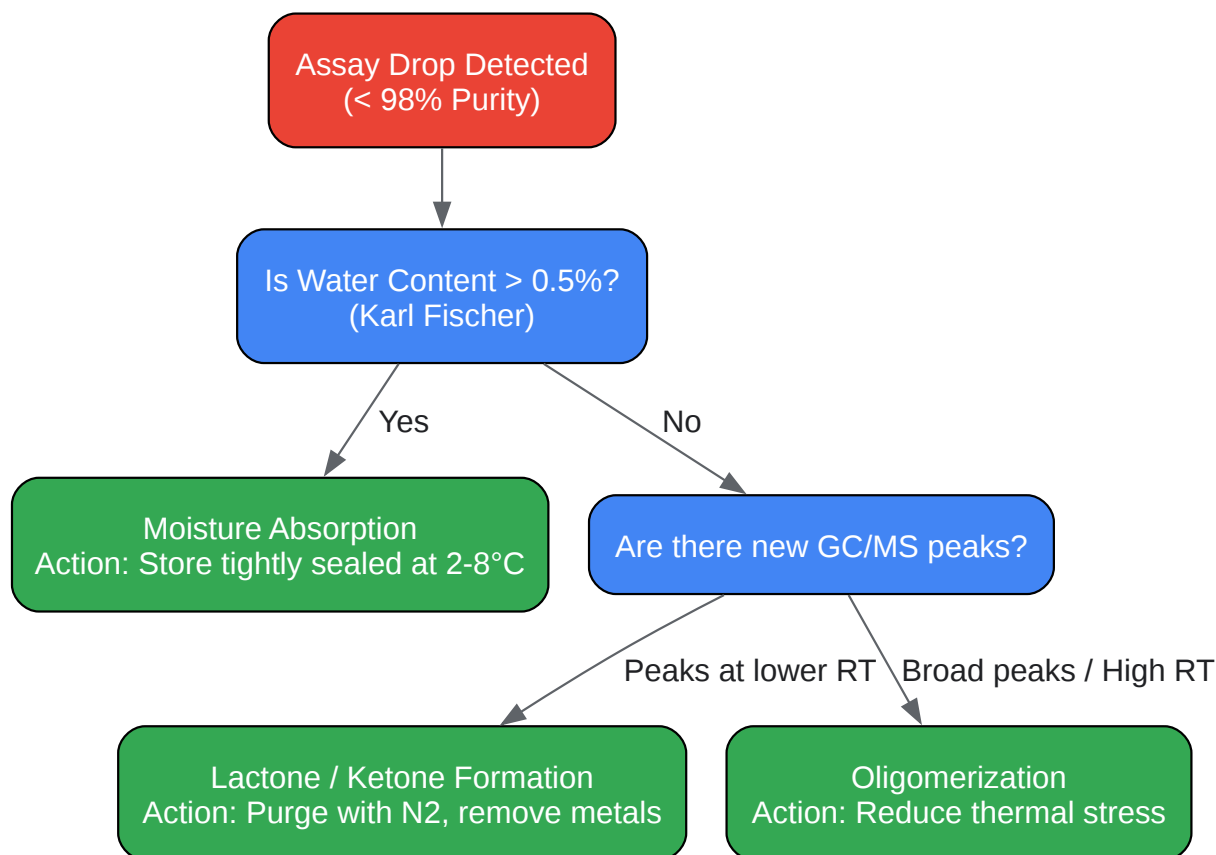 Assay Drop Detected
(< 98% Purity)
Is Water Content > 0.5%?
(Karl Fischer)
Yes
No
Moisture Absorption
Action: Store tightly sealed at 2-8°C
Are there new GC/MS peaks?
Peaks at lower RT
Broad peaks / High RT
Lactone / Ketone Formation
Action: Purge with N2, remove metals
Oligomerization
Action: Reduce thermal stress